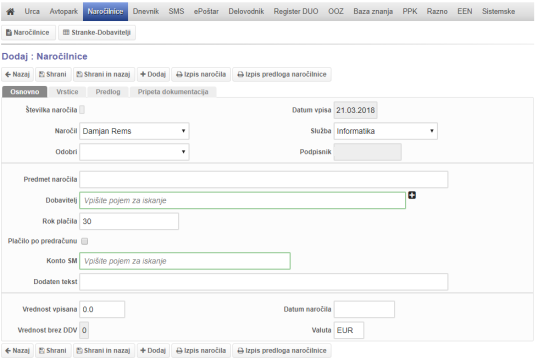 Urca Avtopark Naročilnice Dnevnik SMS ePoštar Delovodnik Register DUO OOZ Baza znanja PPK Razno EEN Sistemske
Naročilnice Stranke-Dobavitelji
Dodaj : Naročilnice
Nazaj Shrani Shrani in nazaj Dodaj Izpis naročila Izpis predloga naročilnice
Osnovno Vrstice Predlog Pripeta dokumentacija
Številka naročila Datum vpisa 21.03.2018
Naročil Damjan Rems Služba Informatika
Odobri Podpisnik
Predmet naročila
Dobavitelj Vpišite pojem za iskanje
Rok plačila 30
Plačilo po predračunu
Konto SM Vpišite pojem za iskanje
Dodaten tekst
Vrednost vpisana 0.0 Datum naročila
Vrednost brez DDV 0 Valuta EUR
Nazaj Shrani Shrani in nazaj Dodaj Izpis naročila Izpis predloga naročilnice